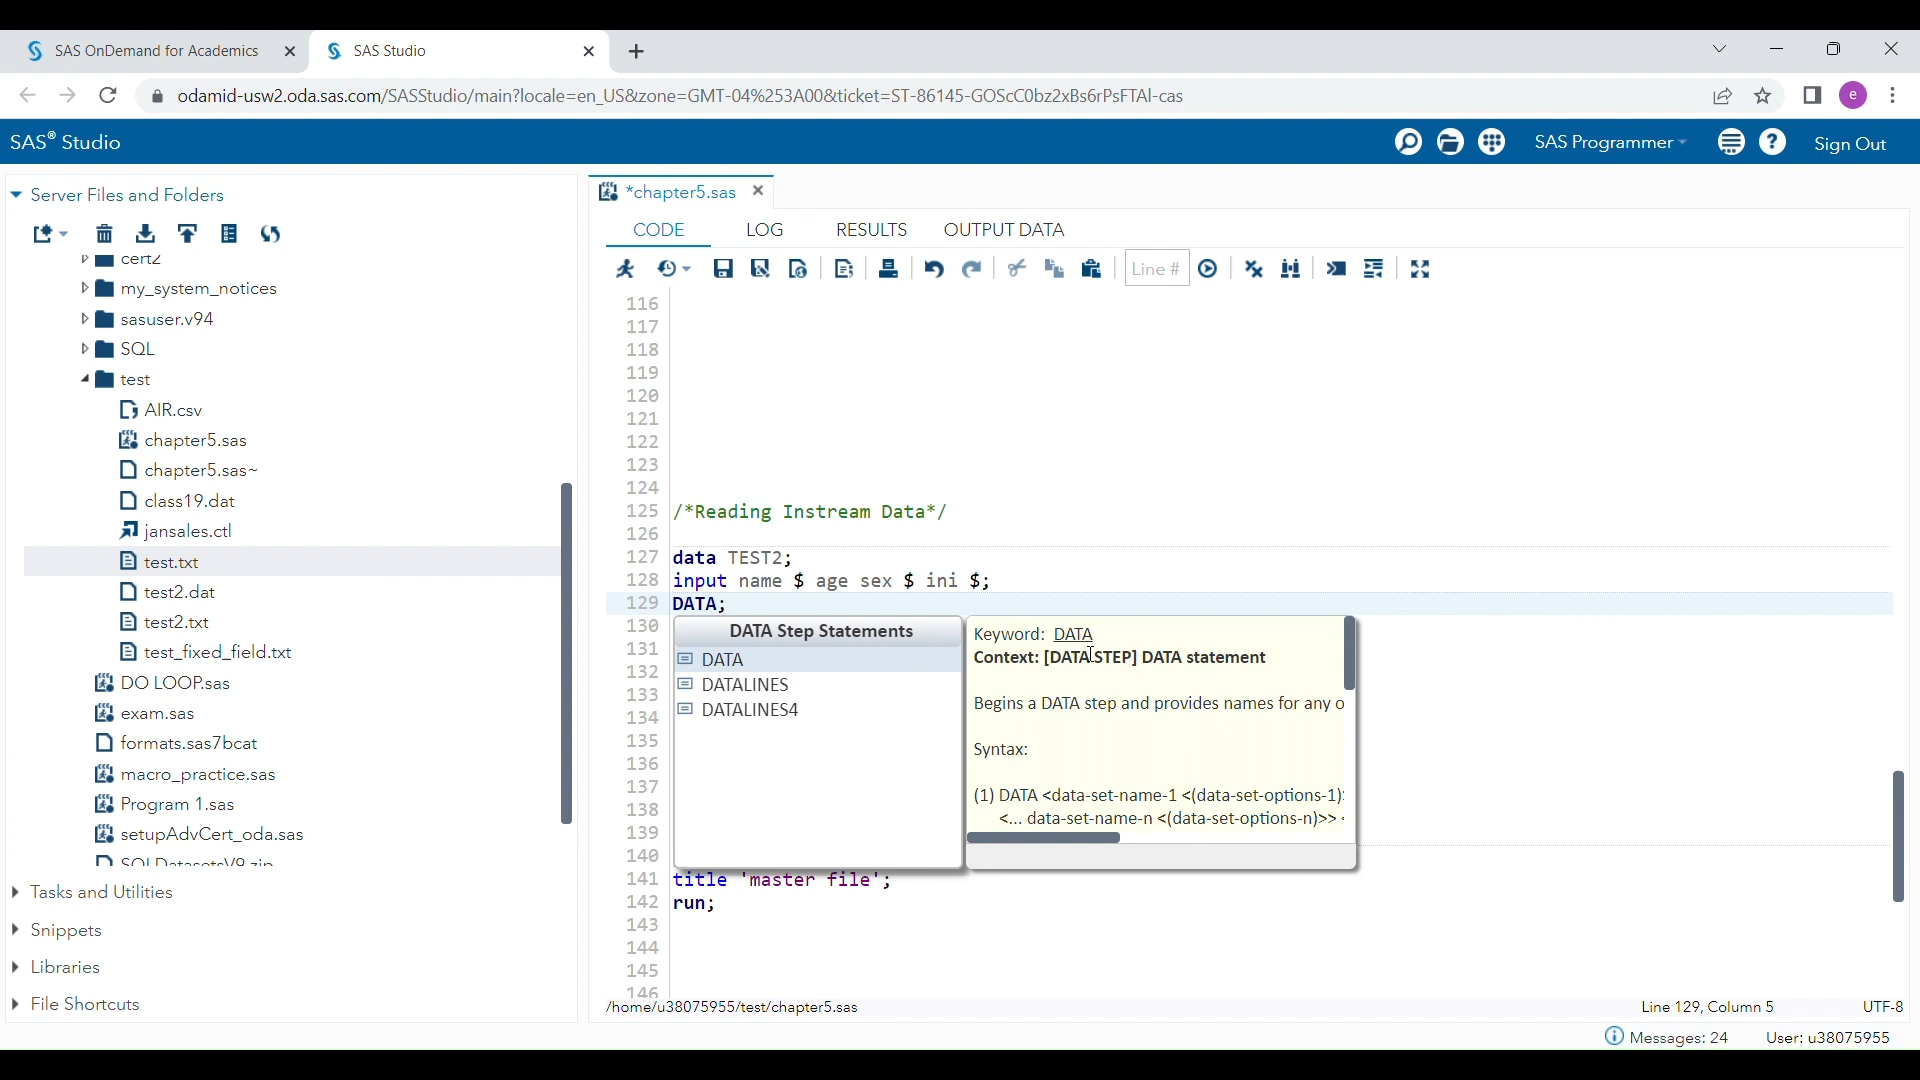 SAS OnDemand for Academics
SAS Studio
odamid-usw2.oda.sas.com/SASStudio/main?locale=en_US&zone=GMT-04%253A00&ticket=ST-86145-GOScC0bz2xBs6rPsFTAI-cas
e
SAS® Studio
SAS Programmer
Sign Out
Server Files and Folders
cert2
my_system_notices
sasuser.v94
SQL
test
AIR.csv
chapter5.sas
chapter5.sas~
class19.dat
jansales.ctl
test.txt
test2.dat
test2.txt
test_fixed_field.txt
DO LOOP.sas
exam.sas
formats.sas7bcat
macro_practice.sas
Program 1.sas
setupAdvCert_oda.sas
SQLDatasetsV9.zip
Tasks and Utilities
Snippets
Libraries
File Shortcuts
*chapter5.sas
CODE LOG RESULTS OUTPUT DATA
Line #
116
117
118
119
120
121
122
123
124
125 /*Reading Instream Data*/
126
127 data TEST2;
128 input name $ age sex $ ini $;
129 DATA;
130
131
132
133
134
135
136
137
138
139
140
141 title 'master file';
142 run;
143
144
145
146
DATA Step Statements
DATA
DATALINES
DATALINES4
Keyword: DATA
Context: [DATA STEP] DATA statement
Begins a DATA step and provides names for any o
Syntax:
(1) DATA <data-set-name-1 <(data-set-options-1)>
<... data-set-name-n <(data-set-options-n)>> <
/home/u38075955/test/chapter5.sas
Line 129, Column 5
UTF-8
Messages: 24
User: u38075955